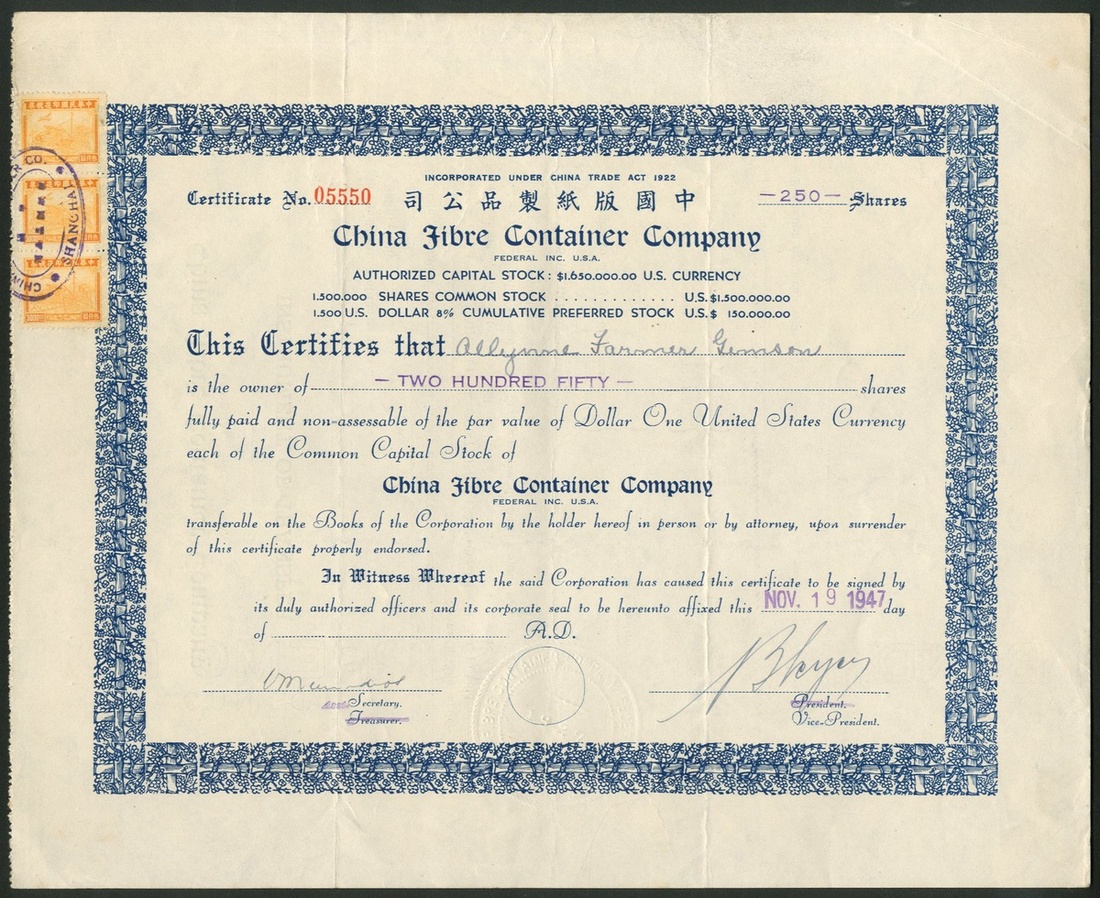 INCORPORATED UNDER CHINA TRADE ACT 1922
Certificate No. 05550
司公品製紙版國中
—250— Shares
China Fibre Container Company
FEDERAL INC. U.S.A.
AUTHORIZED CAPITAL STOCK: $1.650.000.00 U.S. CURRENCY
1.500.000 SHARES COMMON STOCK ............. U.S. $1.500.000.00
1.500 U.S. DOLLAR 8% CUMULATIVE PREFERRED STOCK U.S. $ 150.000.00
This Certifies that Allynne Farmer Gimson
is the owner of — TWO HUNDRED FIFTY — shares
fully paid and non-assessable of the par value of Dollar One United States Currency
each of the Common Capital Stock of
China Fibre Container Company
FEDERAL INC. U.S.A.
transferable on the Books of the Corporation by the holder hereof in person or by attorney, upon surrender
of this certificate properly endorsed.
In Witness Whereof the said Corporation has caused this certificate to be signed by
its duly authorized officers and its corporate seal to be hereunto affixed this NOV. 19 1947 day
of A.D.
Secretary.
Treasurer.
President.
Vice-President.
SHANGHAI